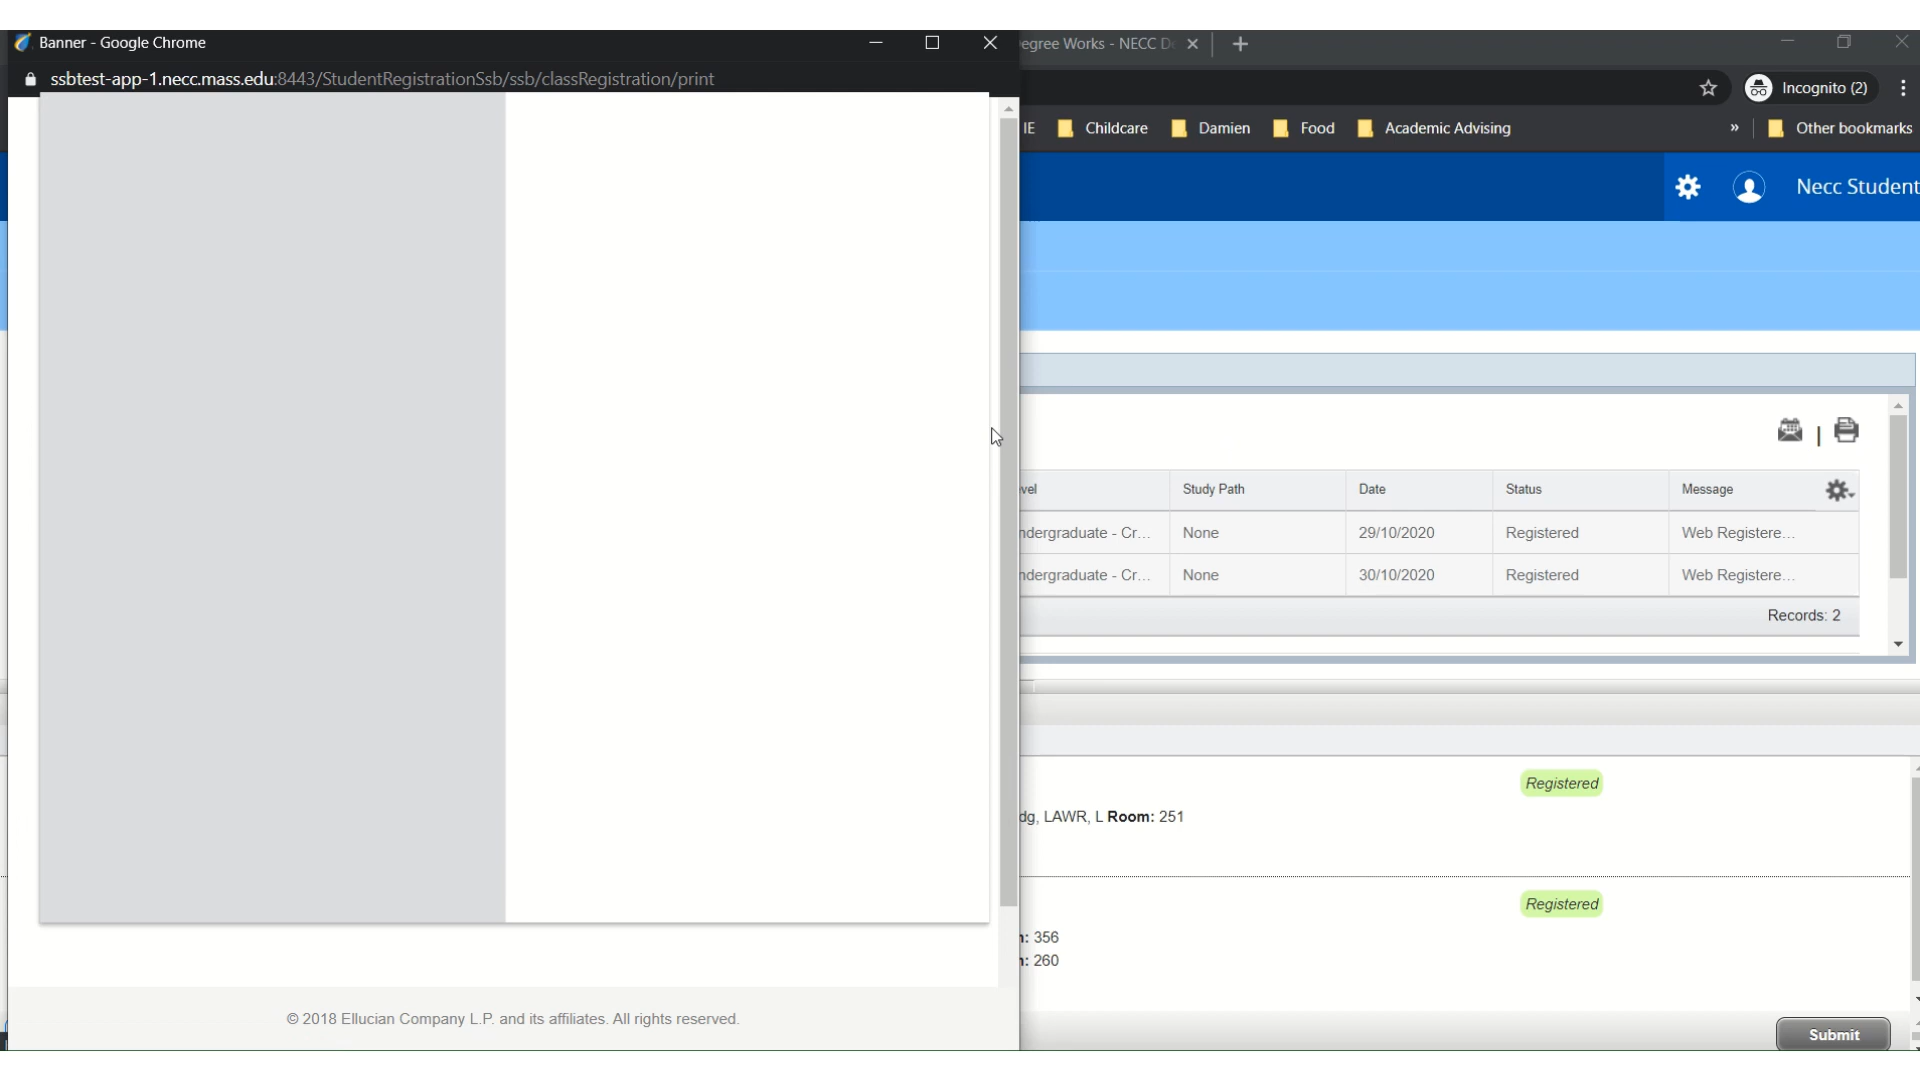 Banner - Google Chrome
egree Works - NECC D
Incognito (2)
ssbtest-app-1.necc.mass.edu:8443/StudentRegistrationSsb/ssb/classRegistration/print
IE Childcare Damien Food Academic Advising » Other bookmarks
Necc Student
|
vel Study Path Date Status Message
ndergraduate - Cr... None 29/10/2020 Registered Web Registere...
ndergraduate - Cr... None 30/10/2020 Registered Web Registere...
Records: 2
Registered
dg, LAWR, L Room: 251
Registered
: 356
: 260
© 2018 Ellucian Company L.P. and its affiliates. All rights reserved.
Submit